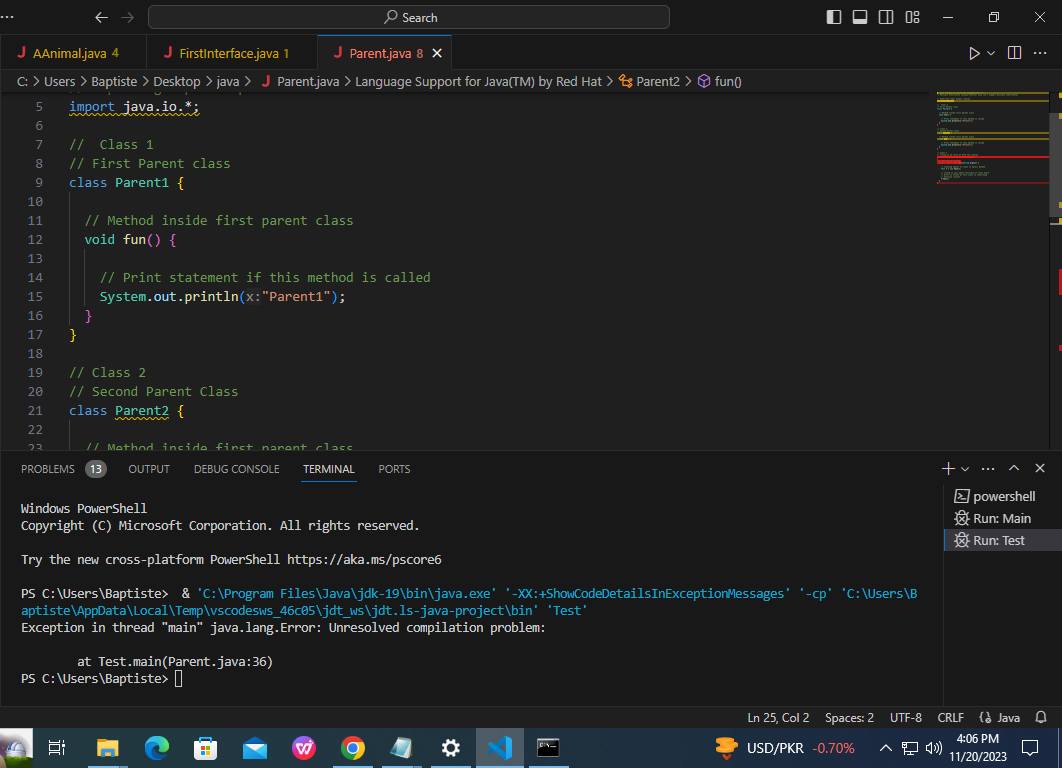 Search
AAnimal.java 4
FirstInterface.java 1
Parent.java 8
C: > Users > Baptiste > Desktop > java > Parent.java > Language Support for Java(TM) by Red Hat > Parent2 > fun()
5 import java.io.*;
6
7 //  Class 1
8 // First Parent class
9 class Parent1 {
10
11 // Method inside first parent class
12 void fun() {
13
14 // Print statement if this method is called
15 System.out.println(x:"Parent1");
16 }
17 }
18
19 // Class 2
20 // Second Parent Class
21 class Parent2 {
22
23 // Method inside first parent class
PROBLEMS 13 OUTPUT DEBUG CONSOLE TERMINAL PORTS
powershell
Run: Main
Run: Test
Windows PowerShell
Copyright (C) Microsoft Corporation. All rights reserved.
Try the new cross-platform PowerShell https://aka.ms/pscore6
PS C:\Users\Baptiste>  & 'C:\Program Files\Java\jdk-19\bin\java.exe' '-XX:+ShowCodeDetailsInExceptionMessages' '-cp' 'C:\Users\B
aptiste\AppData\Local\Temp\vscodesws_46c05\jdt_ws\jdt.ls-java-project\bin' 'Test'
Exception in thread "main" java.lang.Error: Unresolved compilation problem:
at Test.main(Parent.java:36)
PS C:\Users\Baptiste>
Ln 25, Col 2 Spaces: 2 UTF-8 CRLF {} Java
USD/PKR -0.70%
4:06 PM
11/20/2023